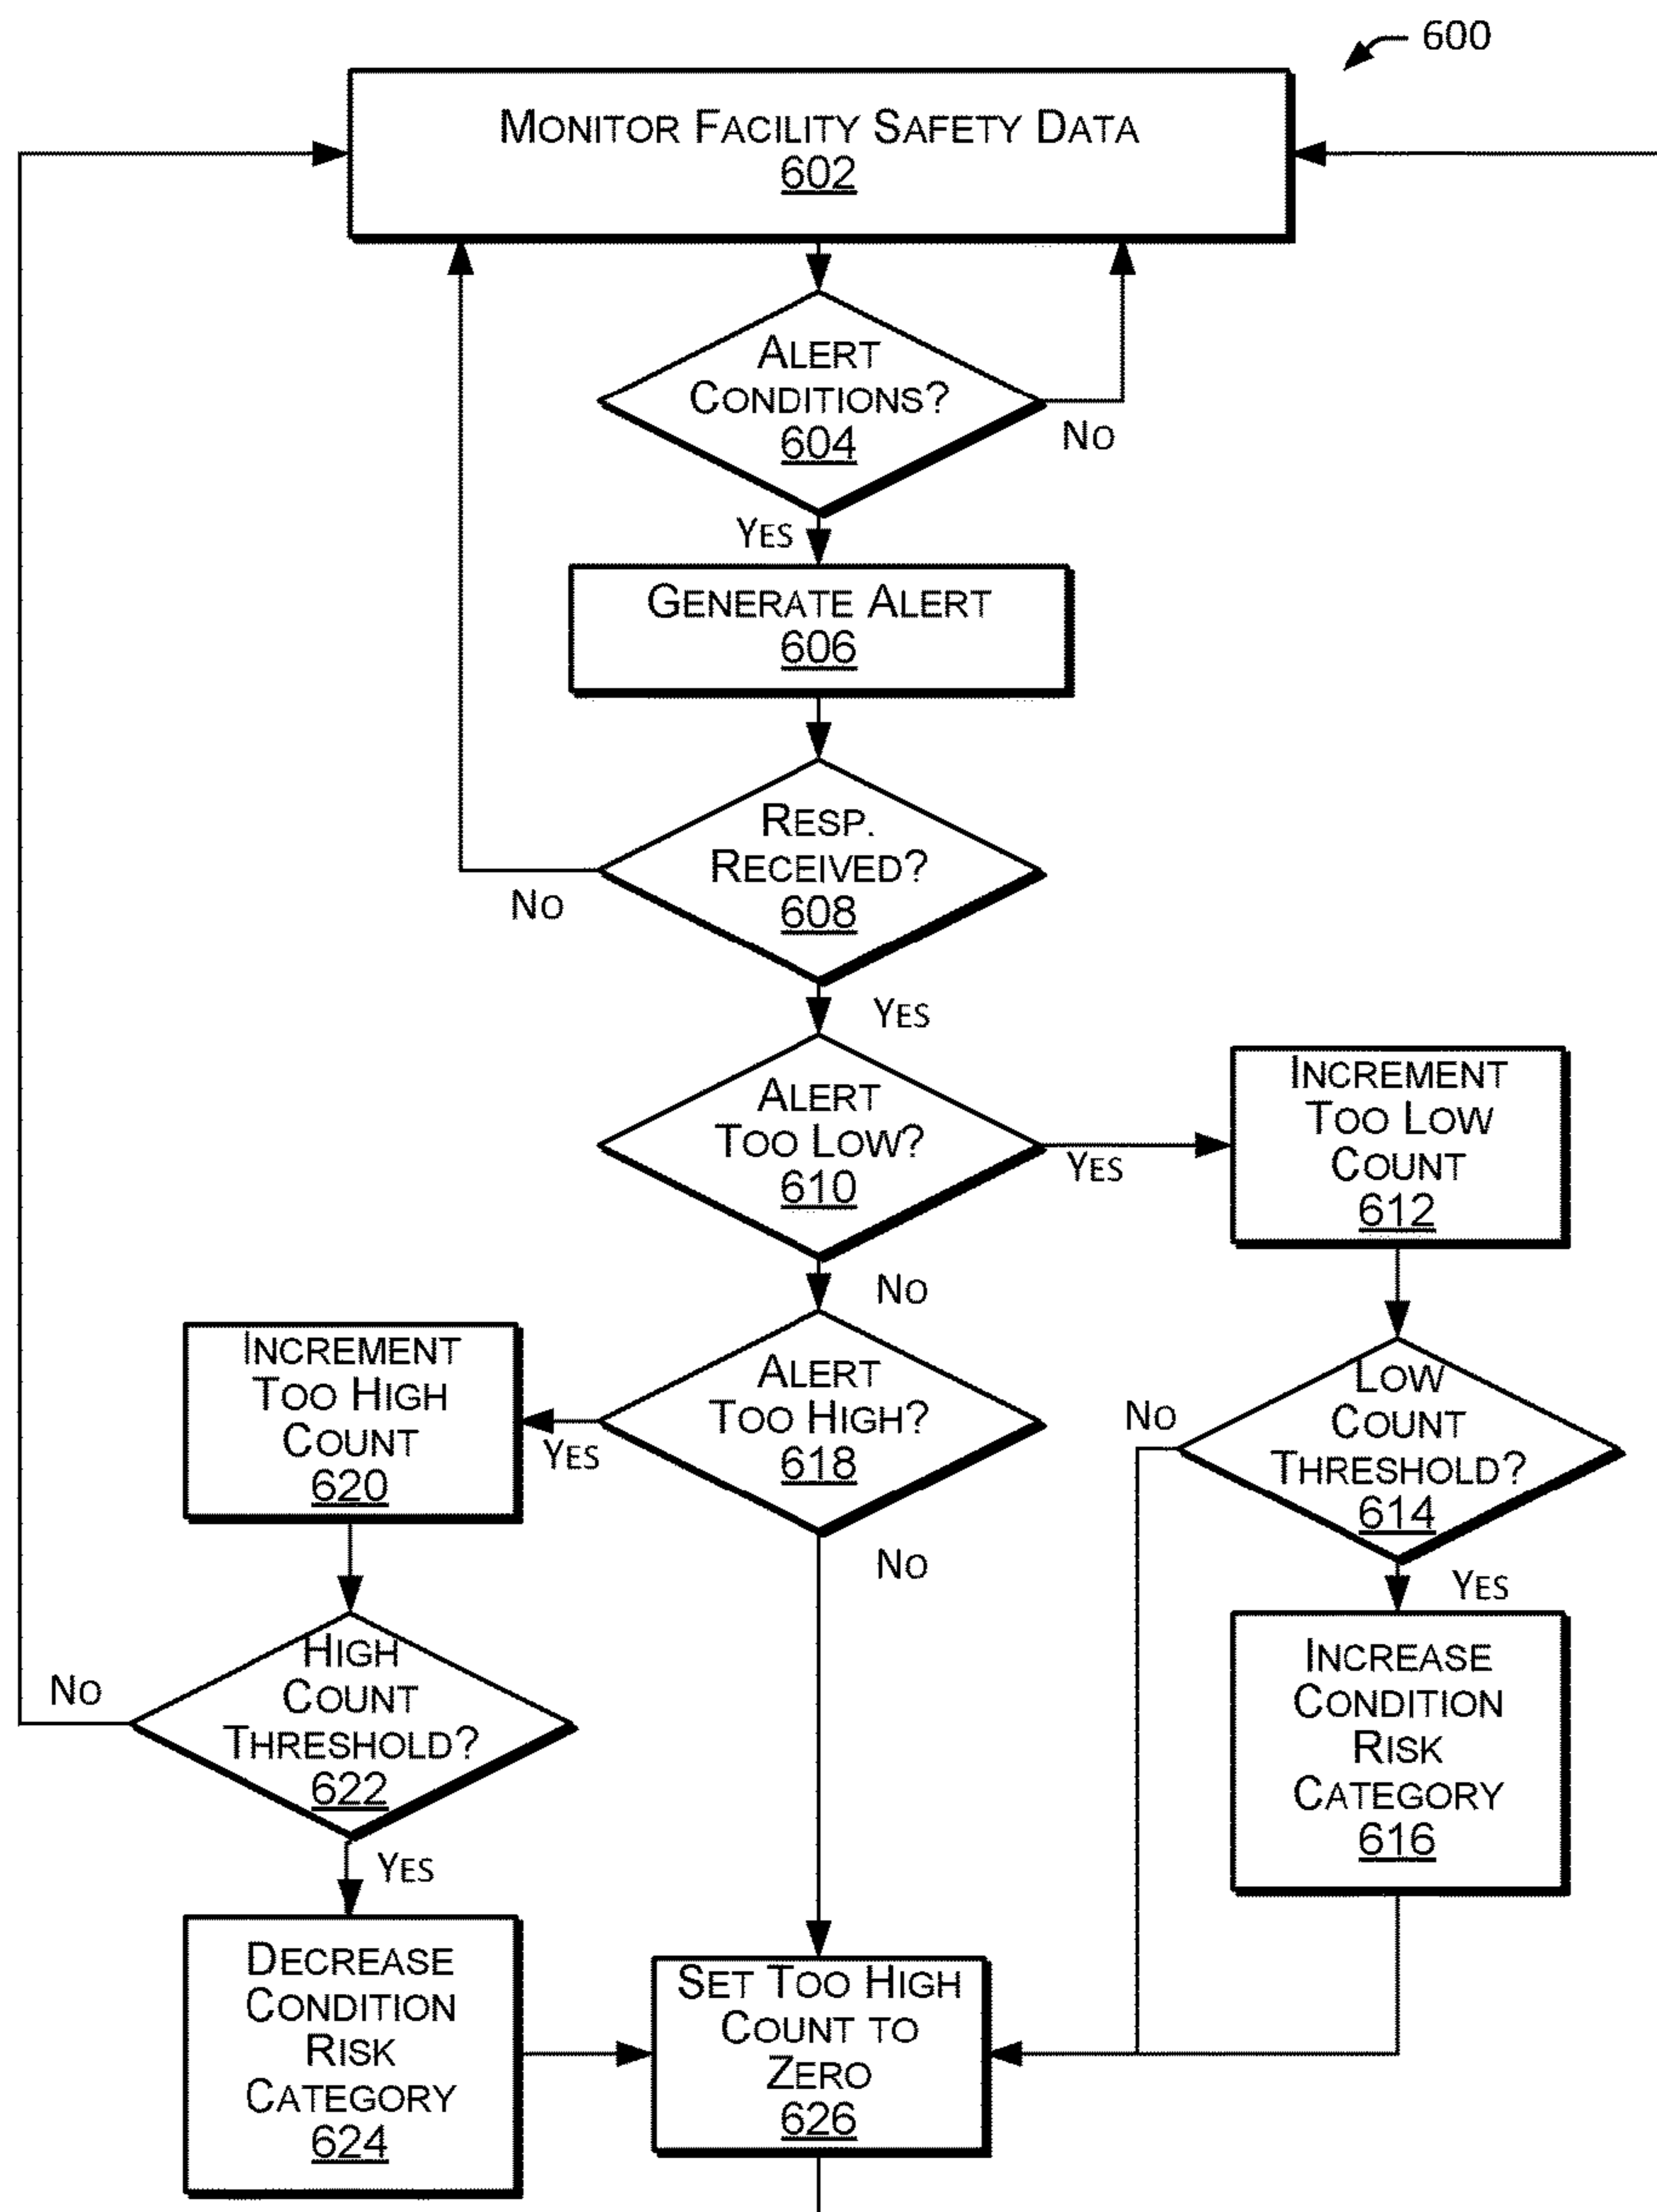 600
MONITOR FACILITY SAFETY DATA
602
ALERT
CONDITIONS?
604
NO
YES
GENERATE ALERT
606
RESP.
RECEIVED?
608
NO
YES
ALERT
TOO LOW?
610
YES
INCREMENT
TOO LOW
COUNT
612
NO
INCREMENT
TOO HIGH
COUNT
620
YES
ALERT
TOO HIGH?
618
NO
LOW
COUNT
THRESHOLD?
614
NO
YES
HIGH
COUNT
THRESHOLD?
622
NO
YES
INCREASE
CONDITION
RISK
CATEGORY
616
DECREASE
CONDITION
RISK
CATEGORY
624
SET TOO HIGH
COUNT TO
ZERO
626